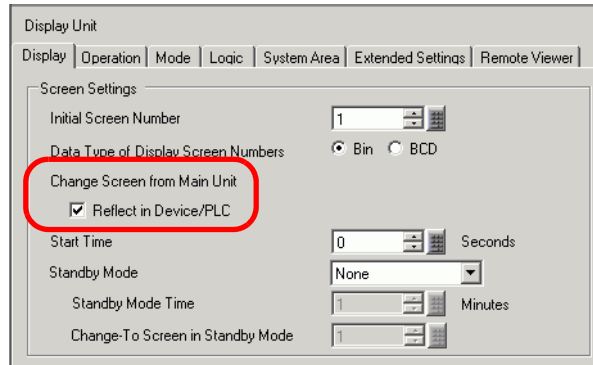 Display Unit
Display Operation Mode Logic System Area Extended Settings Remote Viewer
Screen Settings
Initial Screen Number 1
Data Type of Display Screen Numbers Bin BCD
Change Screen from Main Unit
Reflect in Device/PLC
Start Time 0 Seconds
Standby Mode None
Standby Mode Time 1 Minutes
Change-To Screen in Standby Mode 1